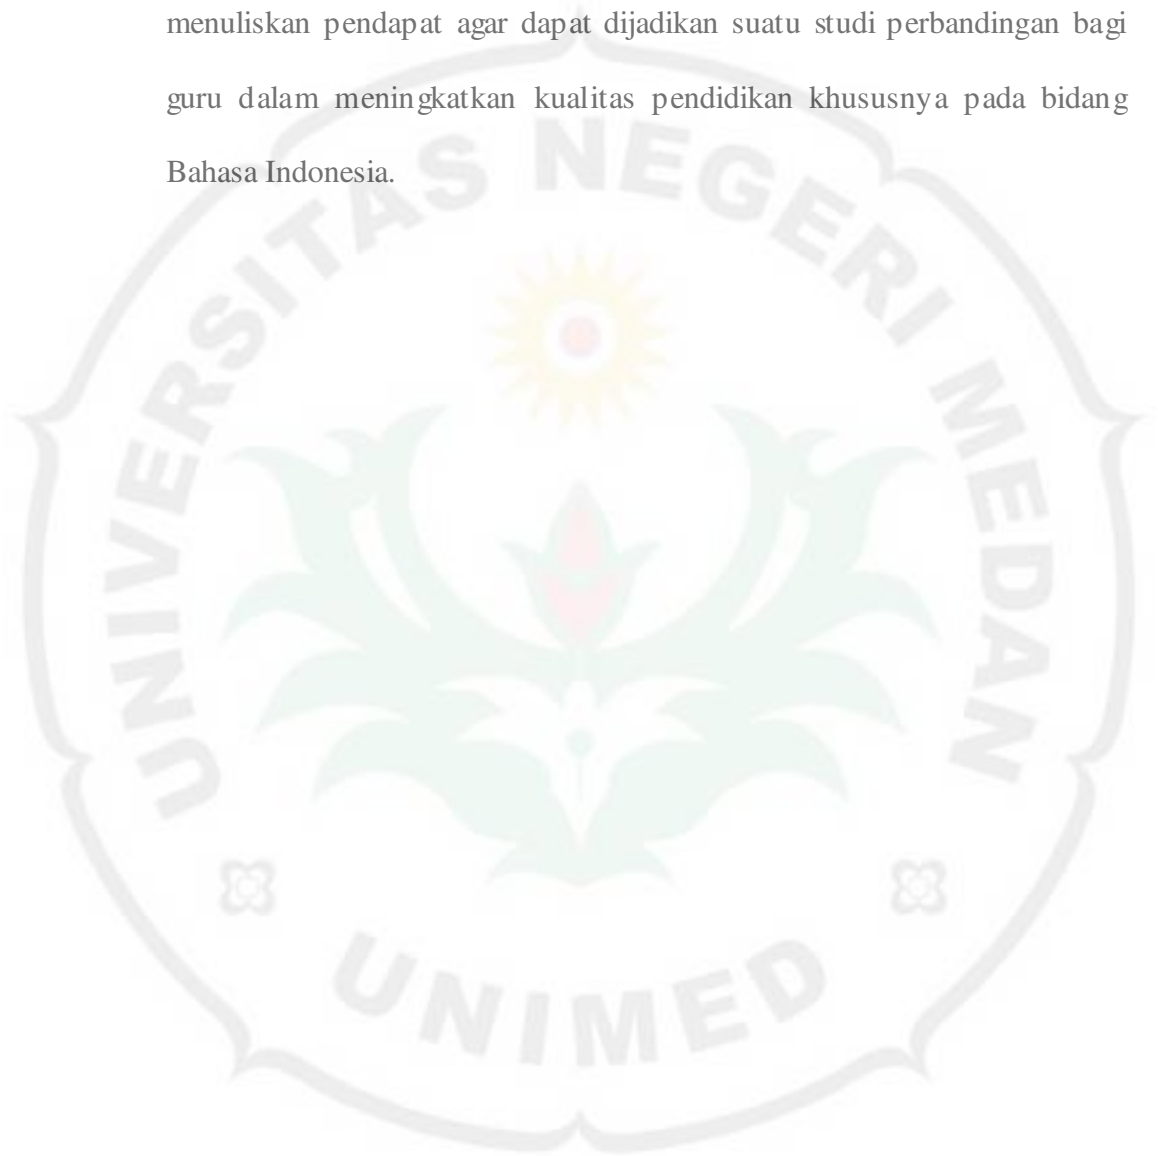 menuliskan pendapat agar dapat dijadikan suatu studi perbandingan bagi
guru dalam meningkatkan kualitas pendidikan khususnya pada bidang
Bahasa Indonesia.
UNIVERSITAS NEGERI MEDAN
UNIMED